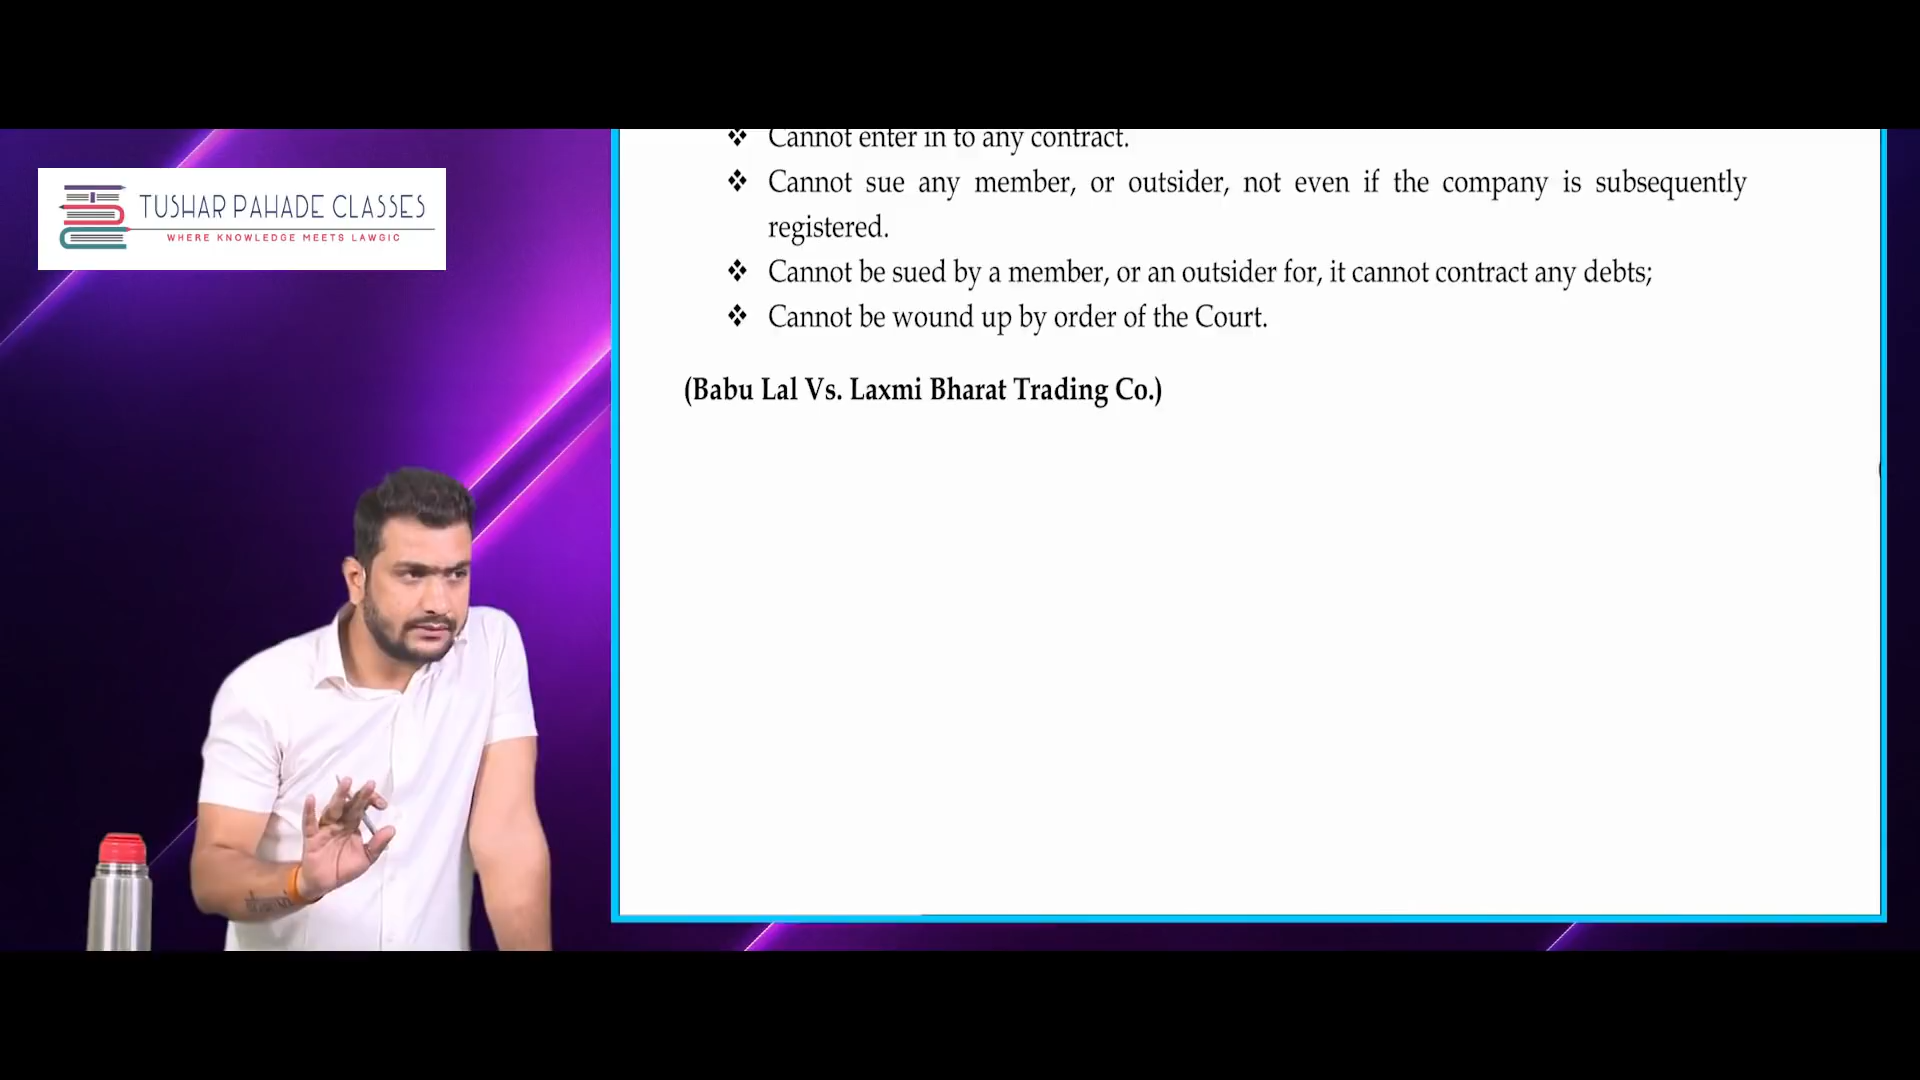 TUSHAR PAHADE CLASSES
WHERE KNOWLEDGE MEETS LAWGIC
❖ Cannot enter in to any contract.
❖ Cannot sue any member, or outsider, not even if the company is subsequently
registered.
❖ Cannot be sued by a member, or an outsider for, it cannot contract any debts;
❖ Cannot be wound up by order of the Court.
(Babu Lal Vs. Laxmi Bharat Trading Co.)